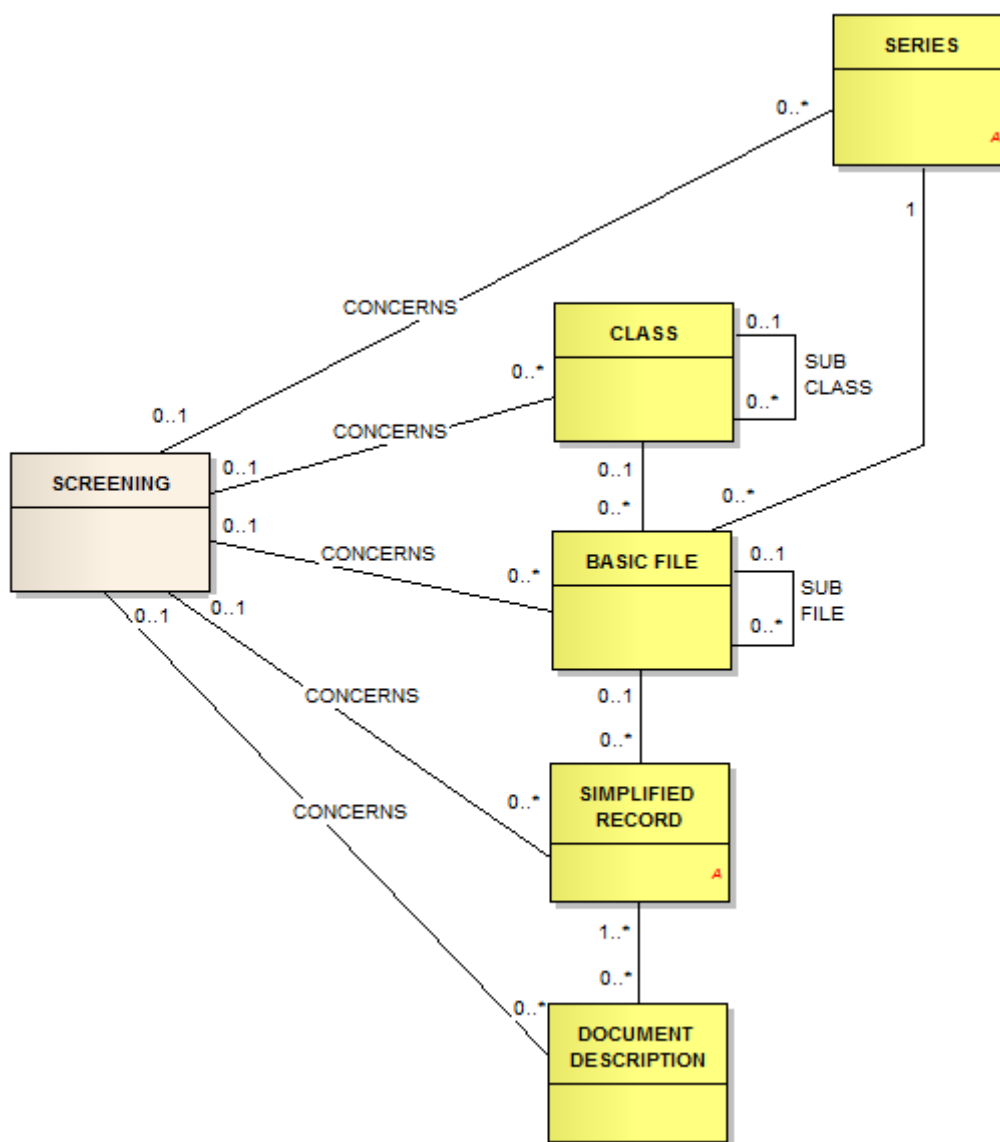 SERIES
A
0..*
1
CONCERNS
0..1
CLASS
0..1
SUB
CLASS
0..*
0..*
CONCERNS
0..1
0..1
0..*
SCREENING
0..1
CONCERNS
0..*
0..*
BASIC FILE
0..1
SUB
FILE
0..*
0..1
0..1
0..1
0..*
CONCERNS
0..*
SIMPLIFIED
RECORD
A
CONCERNS
1..*
0..*
0..*
DOCUMENT
DESCRIPTION